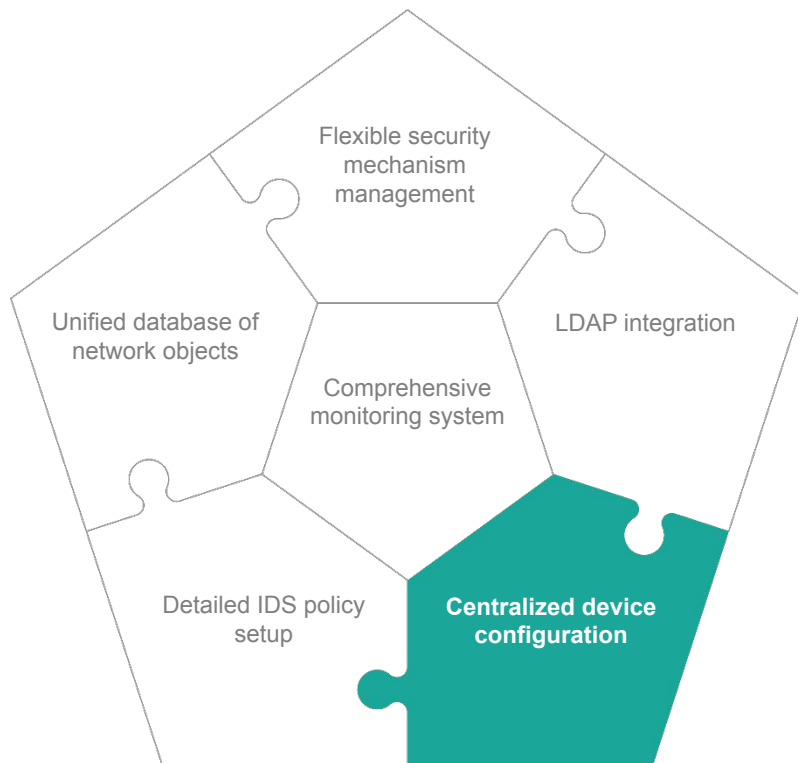 Flexible security
mechanism
management
Unified database of
network objects
LDAP integration
Comprehensive
monitoring system
Detailed IDS policy
setup
Centralized device
configuration